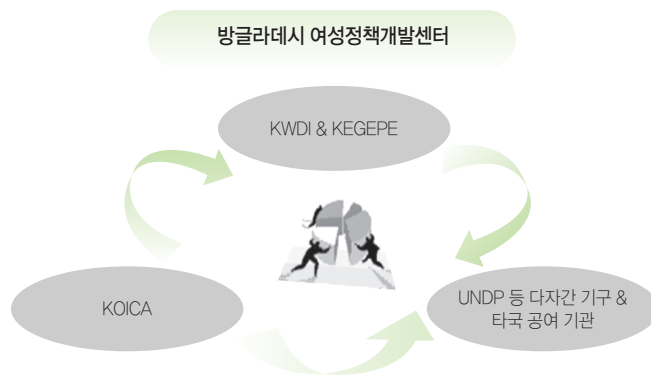 방글라데시 여성정책개발센터
KWDI & KEGEPE
KOICA
UNDP 등 다자간 기구 &
타국 공여 기관